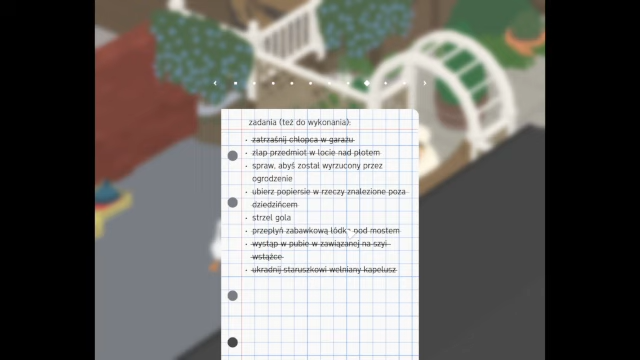 zadania (też do wykonania):
zatrzaśnij chłopca w garażu
złap przedmiot w locie nad płotem
spraw, abyś został wyrzucony przez
ogrodzenie
ubierz popiersie w rzeczy znalezione poza
dziedzińcem
strzel gola
przepłyń zabawkową łódką pod mostem
wystąp w pubie w zawiązanej na szyi
wstążce
ukradnij staruszkowi wełniany kapelusz